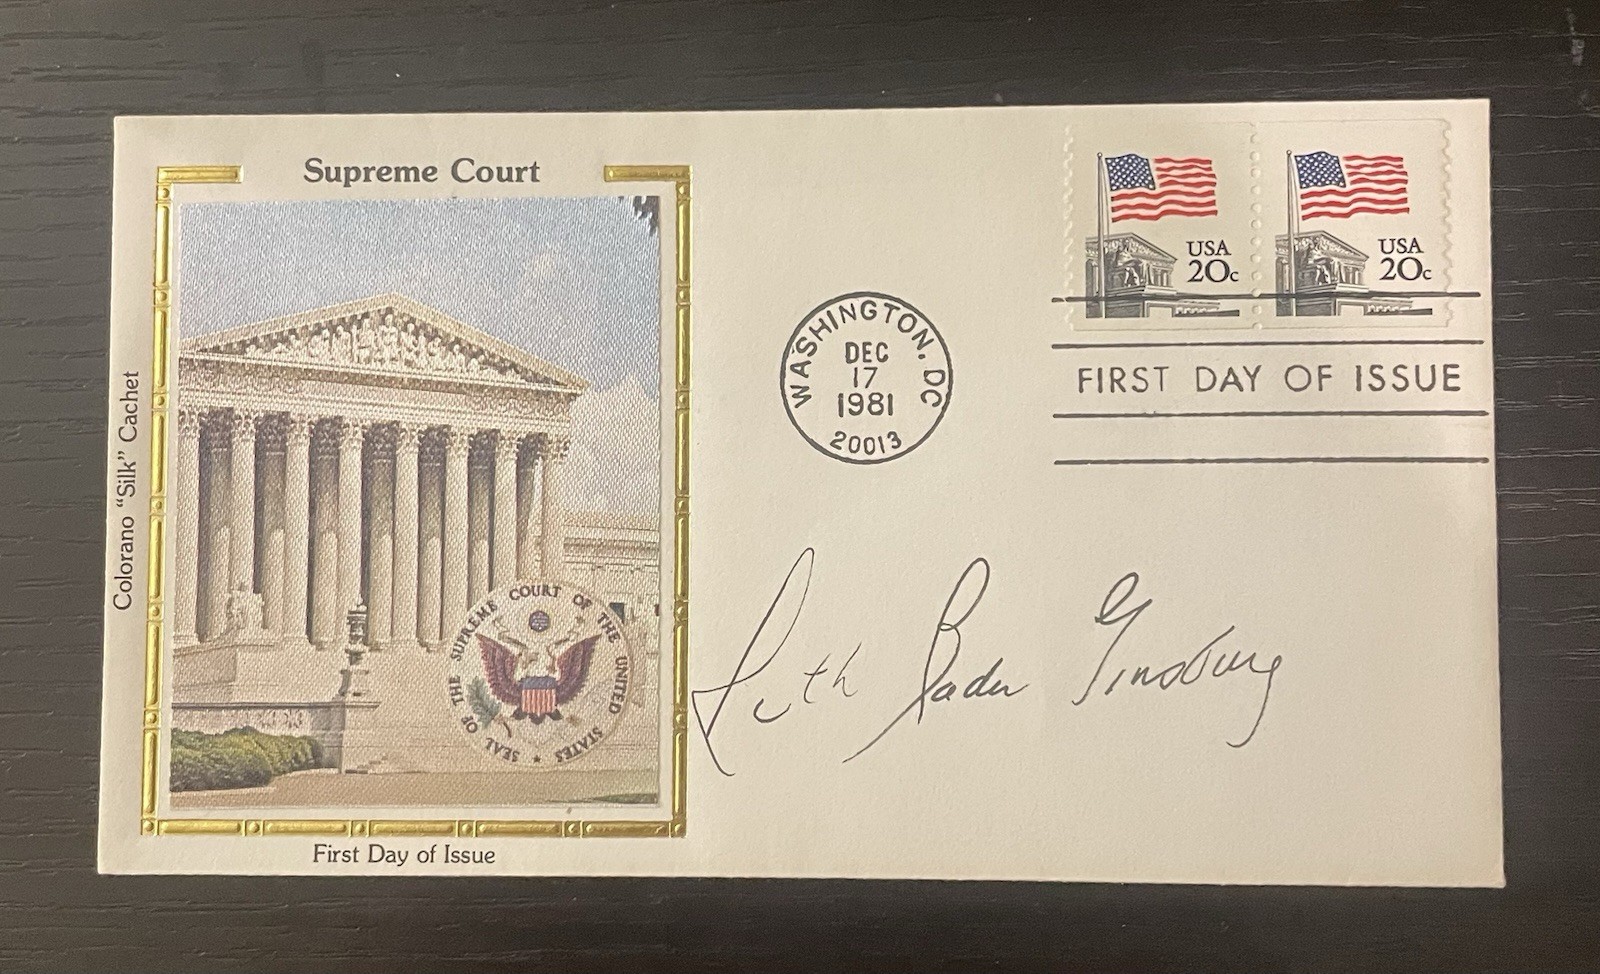 Supreme Court
Colorano "Silk" Cachet
SEAL OF THE SUPREME COURT OF THE UNITED STATES ★
First Day of Issue
WASHINGTON, DC
DEC
17
1981
20013
USA
20c
USA
20c
FIRST DAY OF ISSUE
Ruth Bader Ginsburg